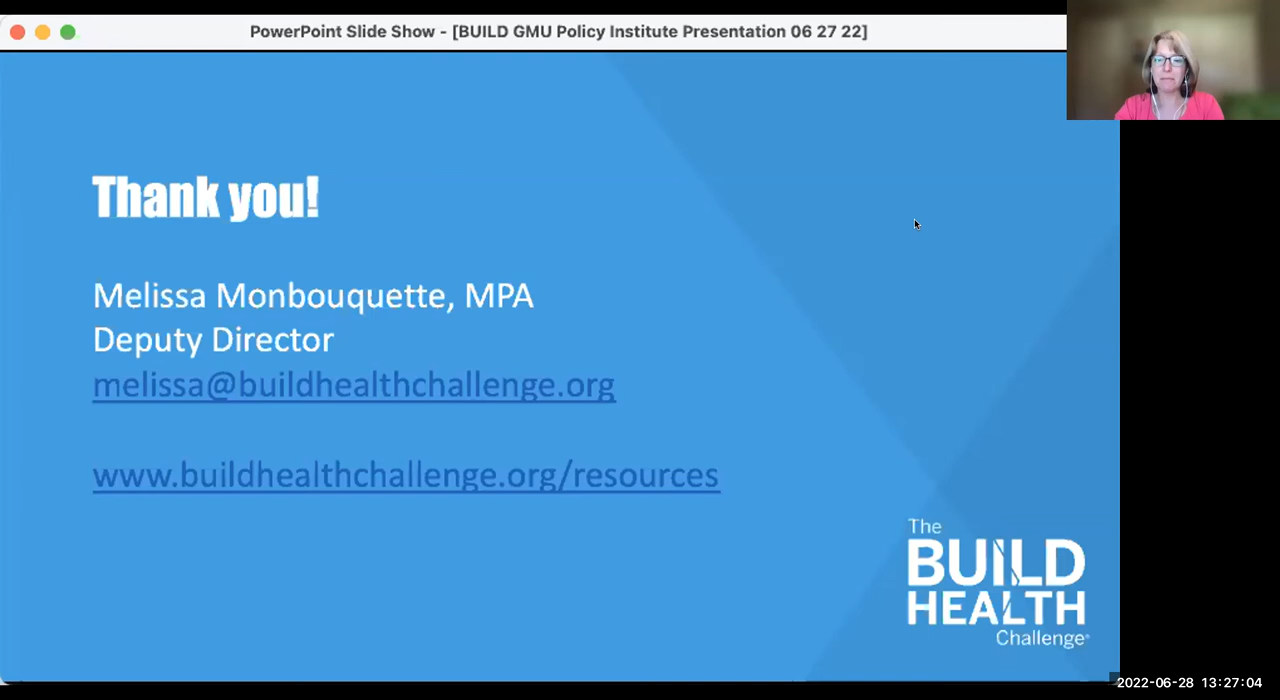 PowerPoint Slide Show - [BUILD GMU Policy Institute Presentation 06 27 22]
Thank you!
Melissa Monbouquette, MPA
Deputy Director
melissa@buildhealthchallenge.org
www.buildhealthchallenge.org/resources
The
BUILD
HEALTH
Challenge
2022-06-28 13:27:04